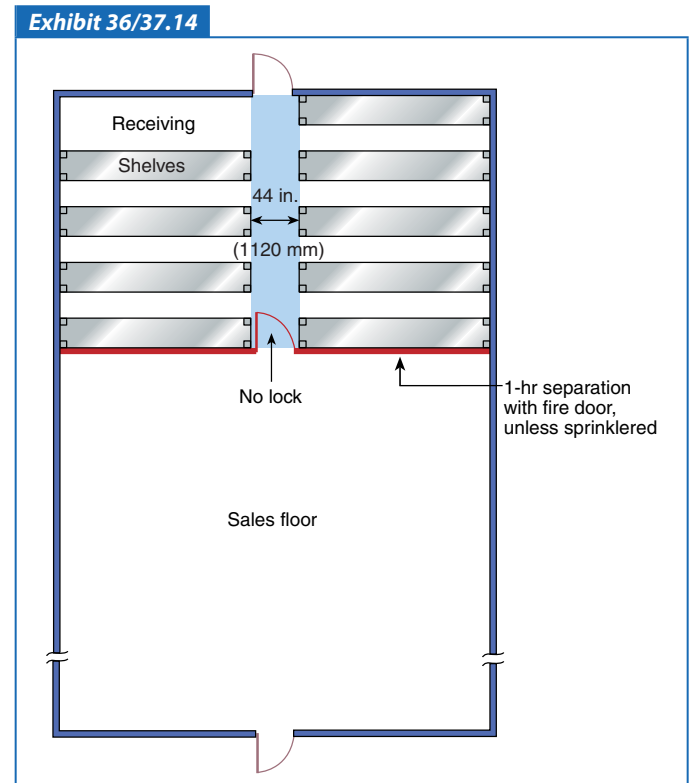 Exhibit 36/37.14
Receiving
Shelves
44 in.
(1120 mm)
No lock
1-hr separation
with fire door,
unless sprinklered
Sales floor